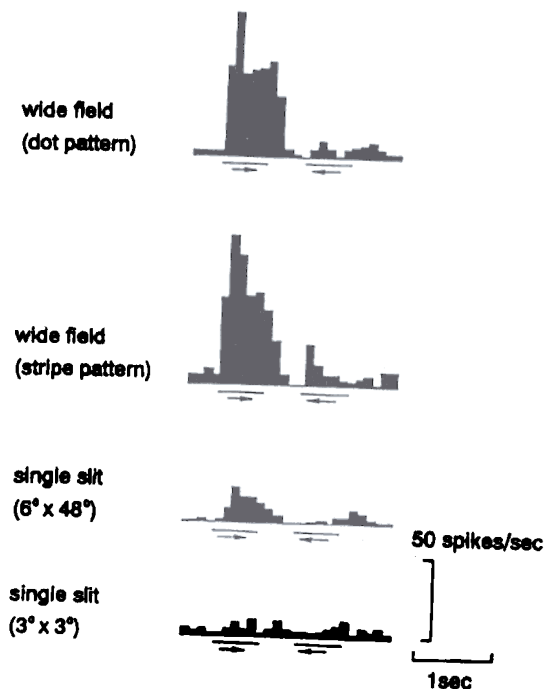 wide field
(dot pattern)
wide field
(stripe pattern)
single slit
(6° x 48°)
50 spikes/sec
single slit
(3° x 3°)
1sec